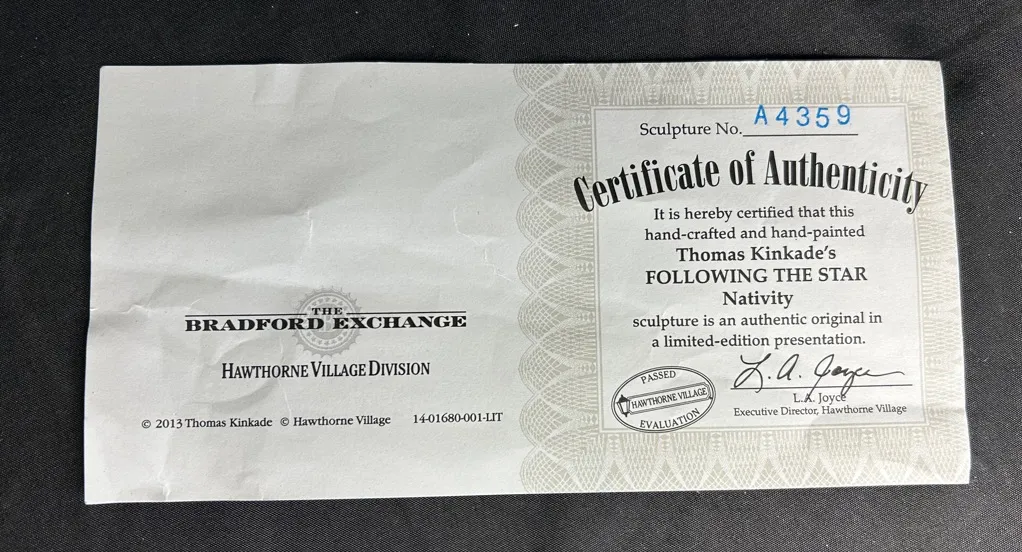 THE
BRADFORD EXCHANGE
HAWTHORNE VILLAGE DIVISION
© 2013 Thomas Kinkade © Hawthorne Village 14-01680-001-LIT
Sculpture No. A4359
Certificate of Authenticity
It is hereby certified that this
hand-crafted and hand-painted
Thomas Kinkade's
FOLLOWING THE STAR
Nativity
sculpture is an authentic original in
a limited-edition presentation.
PASSED
HAWTHORNE VILLAGE
EVALUATION
L. A. Joyce
L.A. Joyce
Executive Director, Hawthorne Village